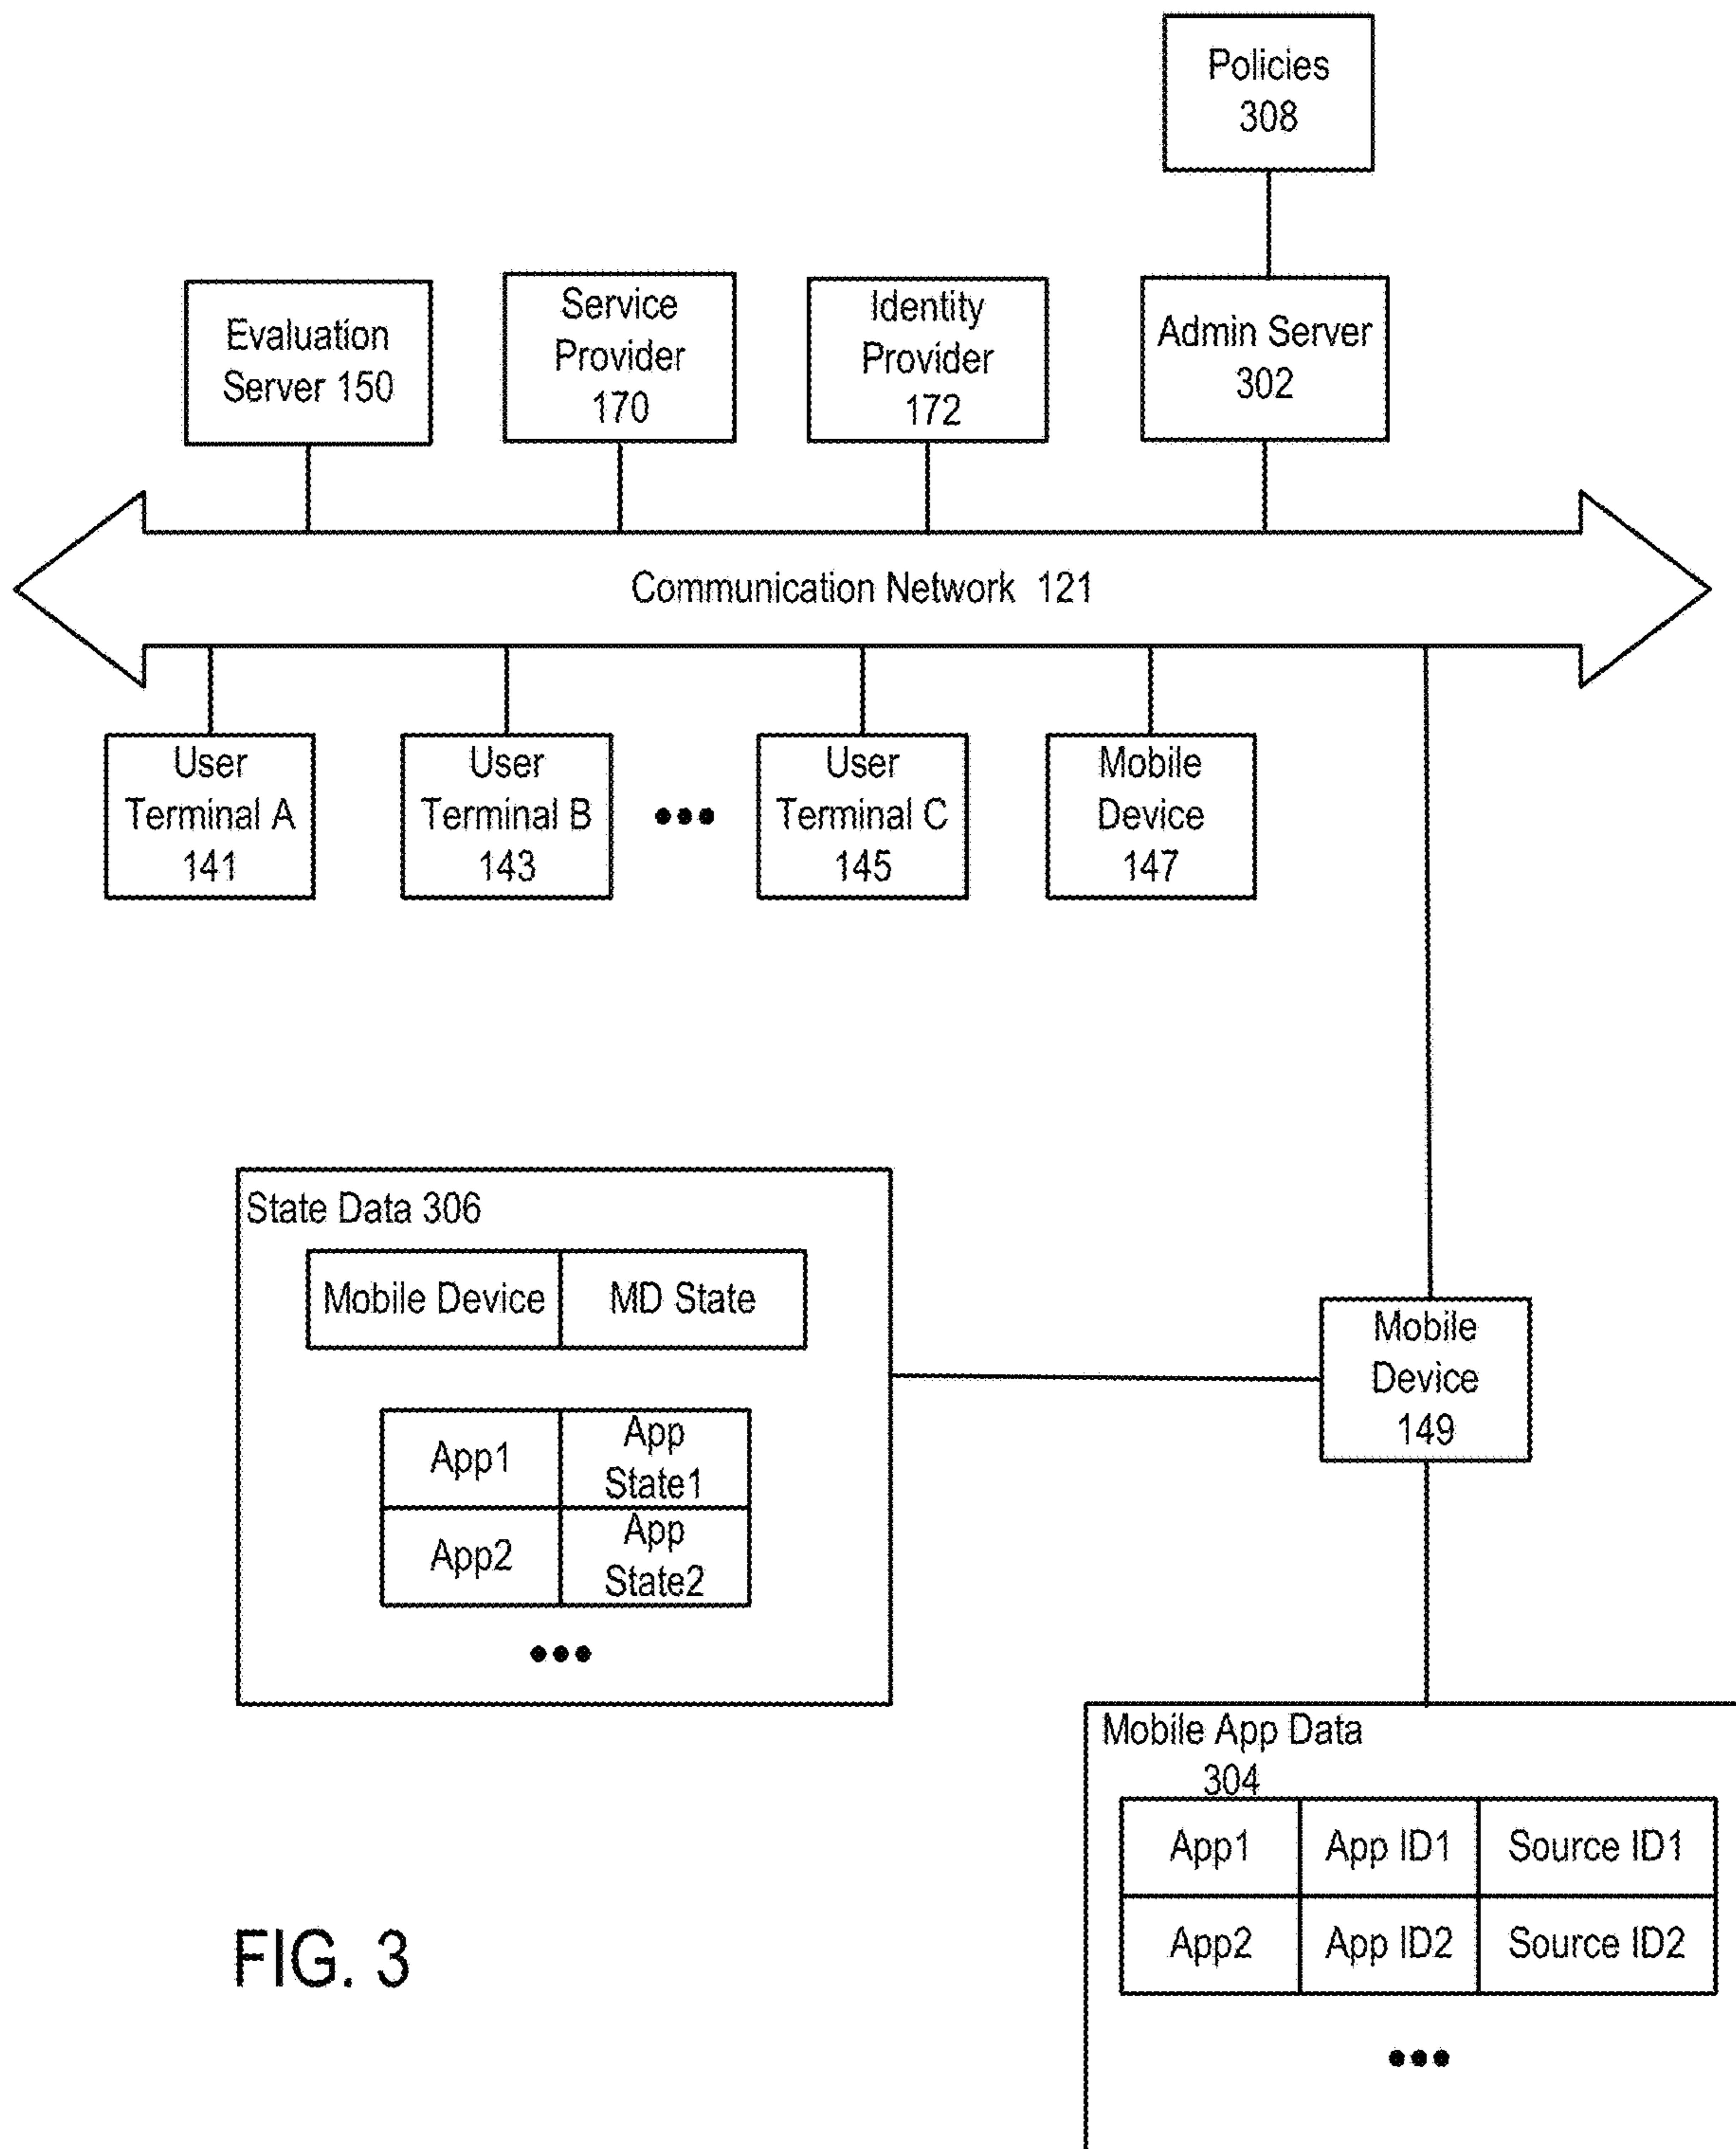 Policies
308
Evaluation
Server 150
Service
Provider
170
Identity
Provider
172
Admin Server
302
Communication Network 121
User
Terminal A
141
User
Terminal B
143
•••
User
Terminal C
145
Mobile
Device
147
State Data 306
Mobile Device
MD State
App1
App
State1
App2
App
State2
•••
Mobile
Device
149
Mobile App Data
304
App1
App ID1
Source ID1
App2
App ID2
Source ID2
•••
FIG. 3